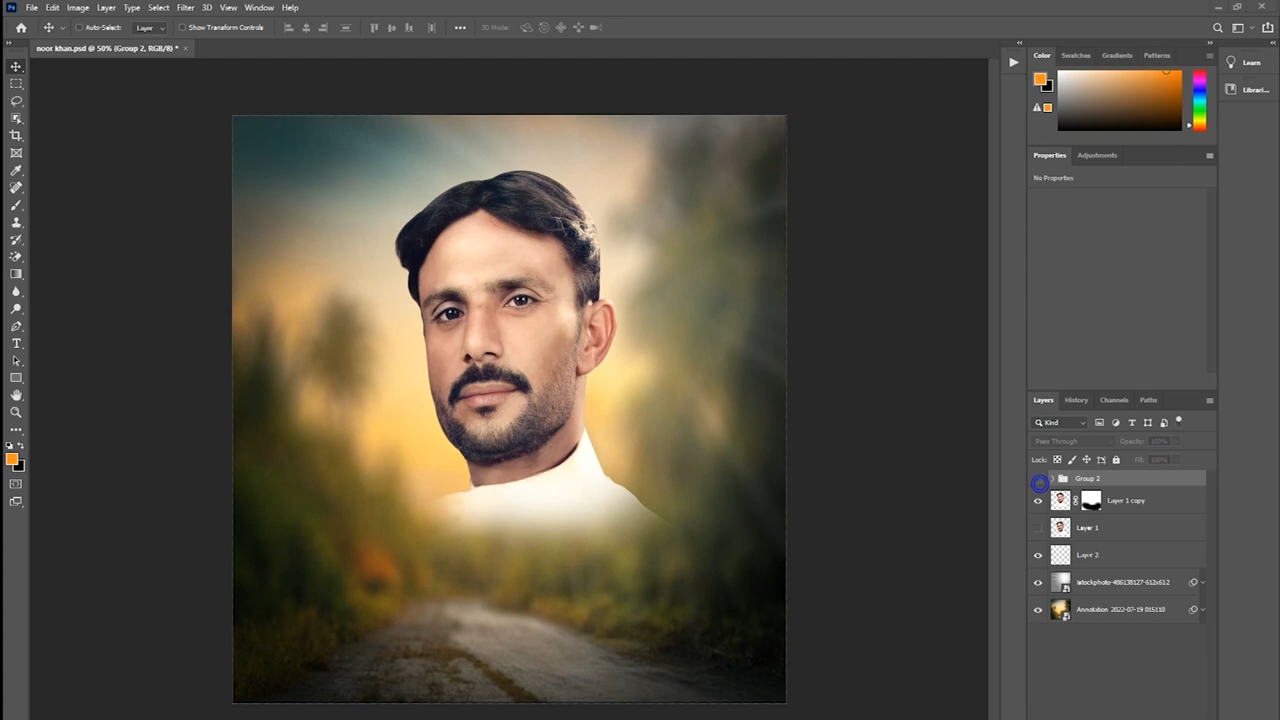 Ps File Edit Image Layer Type Select Filter 3D View Window Help
Auto-Select: Layer Show Transform Controls 3D Mode:
noor khan.psd @ 50% (Group 2, RGB/8) * ×
Color Swatches Gradients Patterns
Learn
Librari...
Properties Adjustments
No Properties
Layers History Channels Paths
Kind
Pass Through Opacity: 100%
Lock: Fill: 100%
Group 2
Layer 1 copy
Layer 1
Layer 2
istockphoto-486138127-612x612
Annotation 2022-07-19 015110